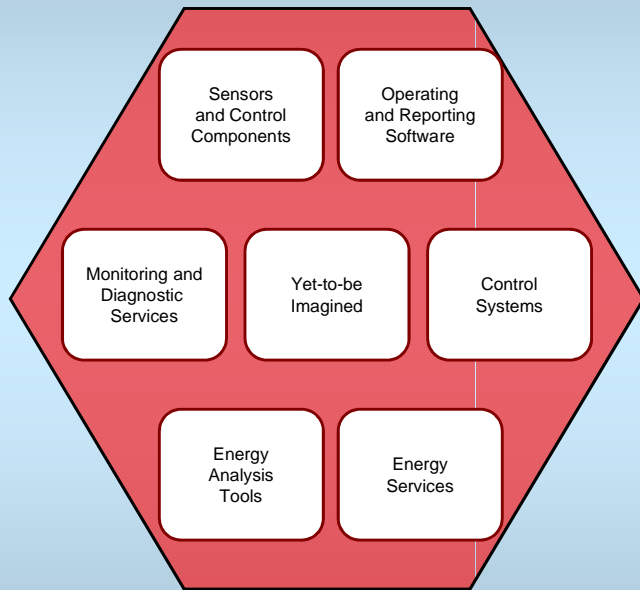 Sensors
and Control
Components
Operating
and Reporting
Software
Monitoring and
Diagnostic
Services
Yet-to-be
Imagined
Control
Systems
Energy
Analysis
Tools
Energy
Services